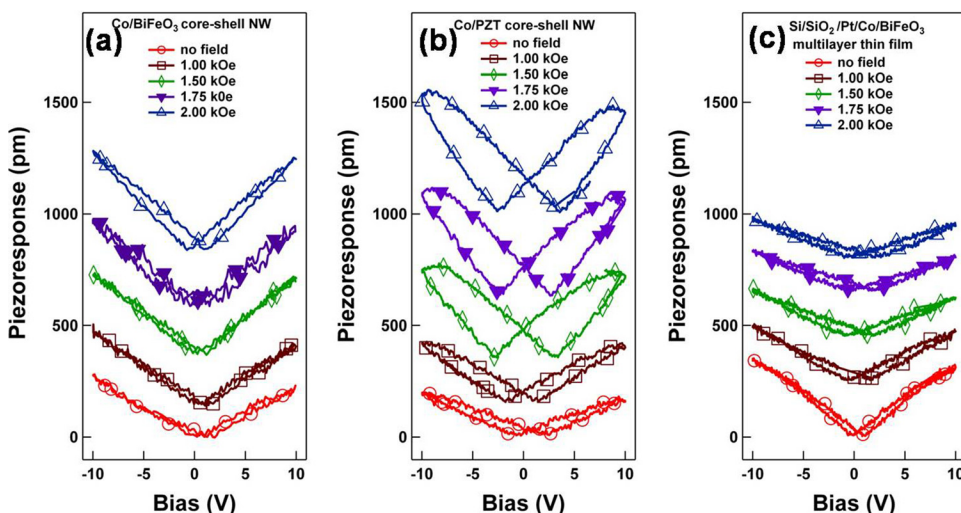 (a)
Co/BiFeO₃ core-shell NW
no field
1.00 kOe
1.50 kOe
1.75 k0e
2.00 kOe
Piezoresponse (pm)
1500
1000
500
0
-10
-5
0
5
10
Bias (V)
(b)
Co/PZT core-shell NW
no field
1.00 kOe
1.50 kOe
1.75 kOe
2.00 kOe
Piezoresponse (pm)
1500
1000
500
0
-10
-5
0
5
10
Bias (V)
(c)
Si/SiO₂/Pt/Co/BiFeO₃
multilayer thin film
no field
1.00 kOe
1.50 kOe
1.75 kOe
2.00 kOe
Piezoresponse (pm)
1500
1000
500
0
-10
-5
0
5
10
Bias (V)